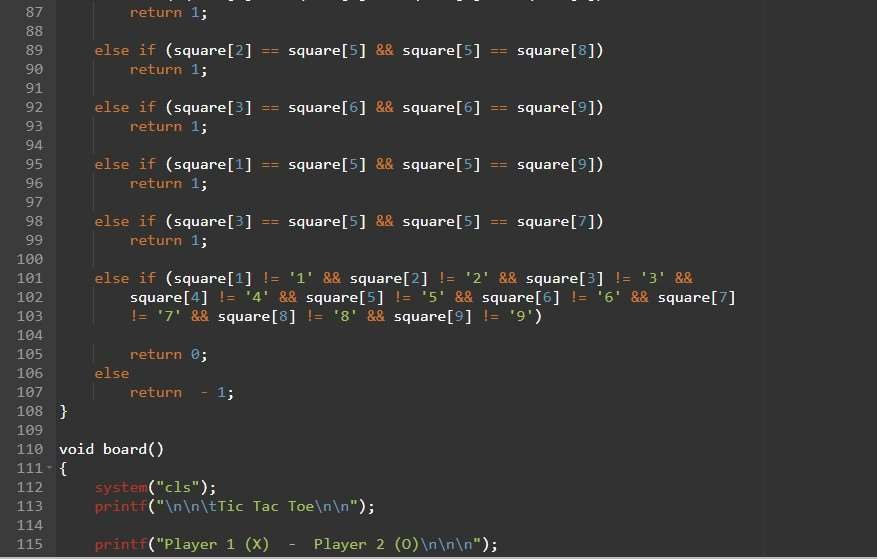 87         return 1;
88
89     else if (square[2] == square[5] && square[5] == square[8])
90         return 1;
91
92     else if (square[3] == square[6] && square[6] == square[9])
93         return 1;
94
95     else if (square[1] == square[5] && square[5] == square[9])
96         return 1;
97
98     else if (square[3] == square[5] && square[5] == square[7])
99         return 1;
100
101     else if (square[1] != '1' && square[2] != '2' && square[3] != '3' &&
102         square[4] != '4' && square[5] != '5' && square[6] != '6' && square[7]
103         != '7' && square[8] != '8' && square[9] != '9')
104
105         return 0;
106     else
107         return  - 1;
108 }
109
110 void board()
111 {
112     system("cls");
113     printf("\n\n\tTic Tac Toe\n\n");
114
115     printf("Player 1 (X)  -  Player 2 (O)\n\n\n");